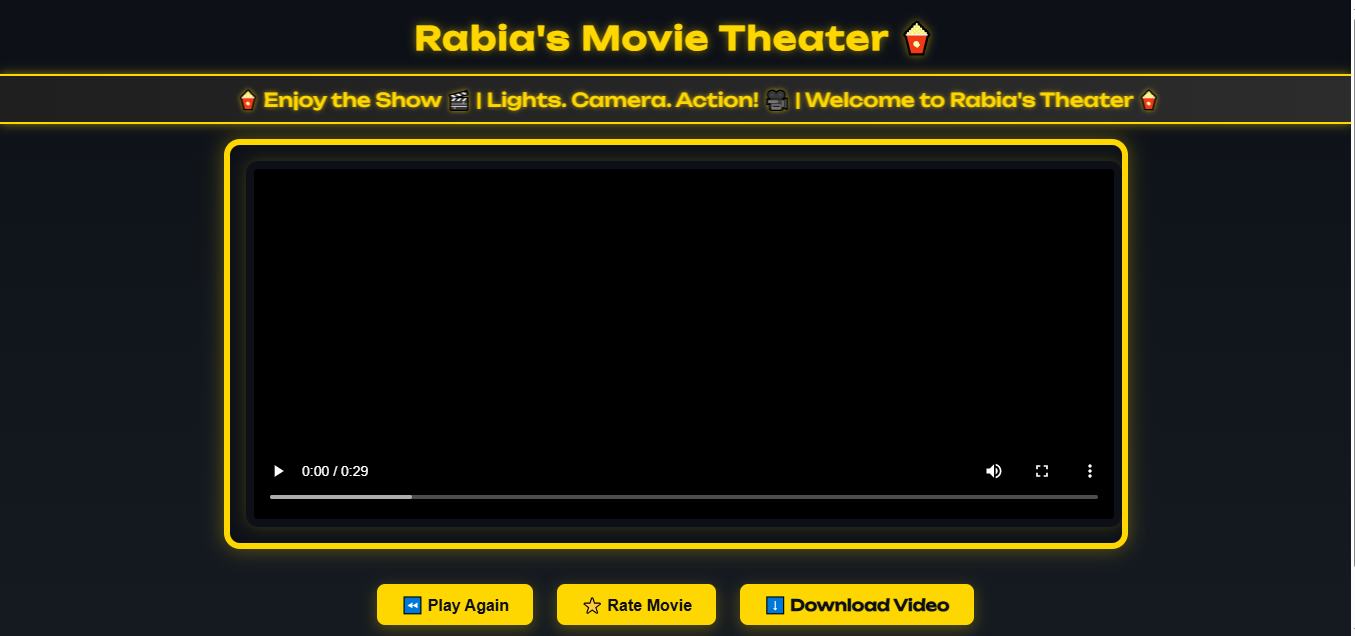 Rabia's Movie Theater 🍿
🍿 Enjoy the Show 🎬 | Lights. Camera. Action! 🎥 | Welcome to Rabia's Theater 🍿
0:00 / 0:29
⏪ Play Again
☆ Rate Movie
⬇️ Download Video